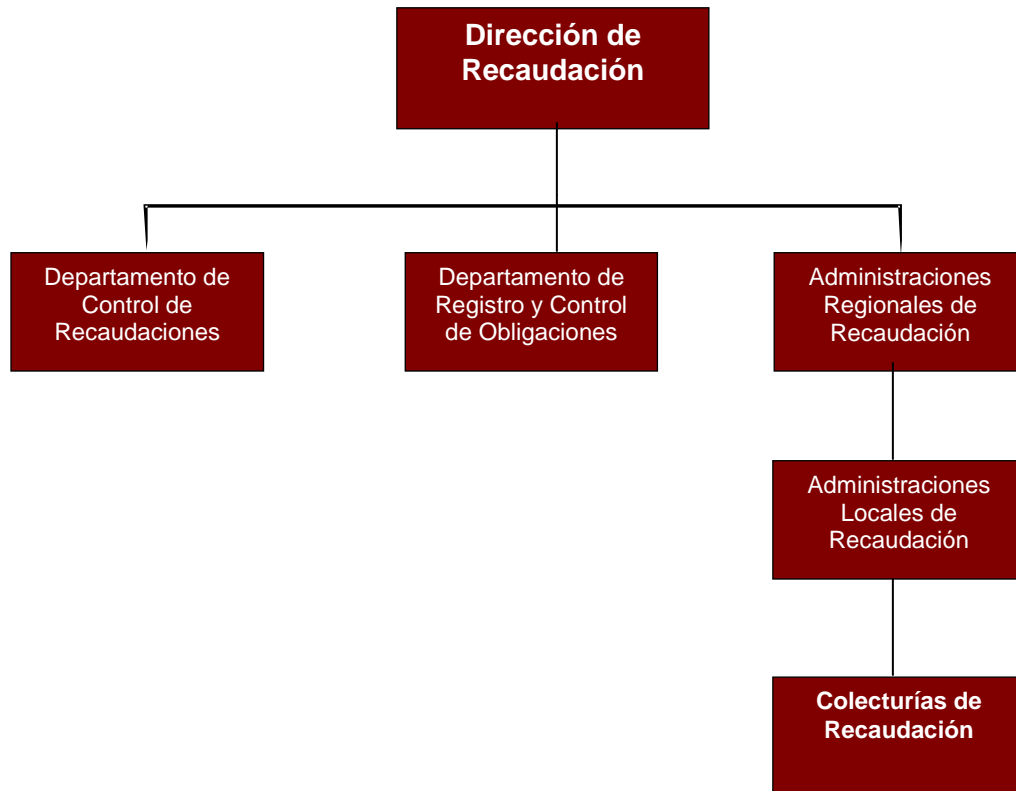 Dirección de
Recaudación
Departamento de
Control de
Recaudaciones
Departamento de
Registro y Control
de Obligaciones
Administraciones
Regionales de
Recaudación
Administraciones
Locales de
Recaudación
Colecturías de
Recaudación